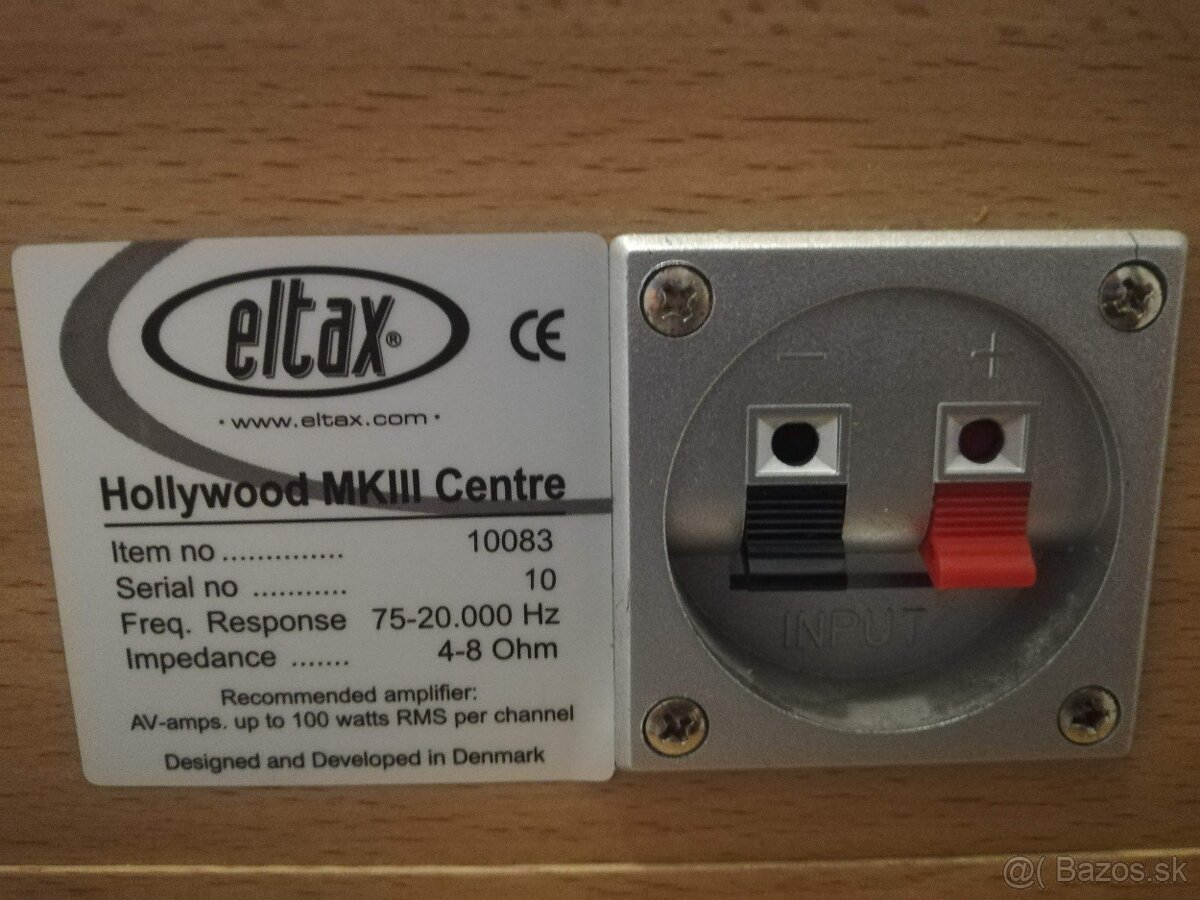 eltax®
CE
• www.eltax.com •
Hollywood MKIII Centre
Item no .............. 10083
Serial no ........... 10
Freq. Response 75-20.000 Hz
Impedance ....... 4-8 Ohm
Recommended amplifier:
AV-amps. up to 100 watts RMS per channel
Designed and Developed in Denmark
− +
INPUT
@( Bazos.sk